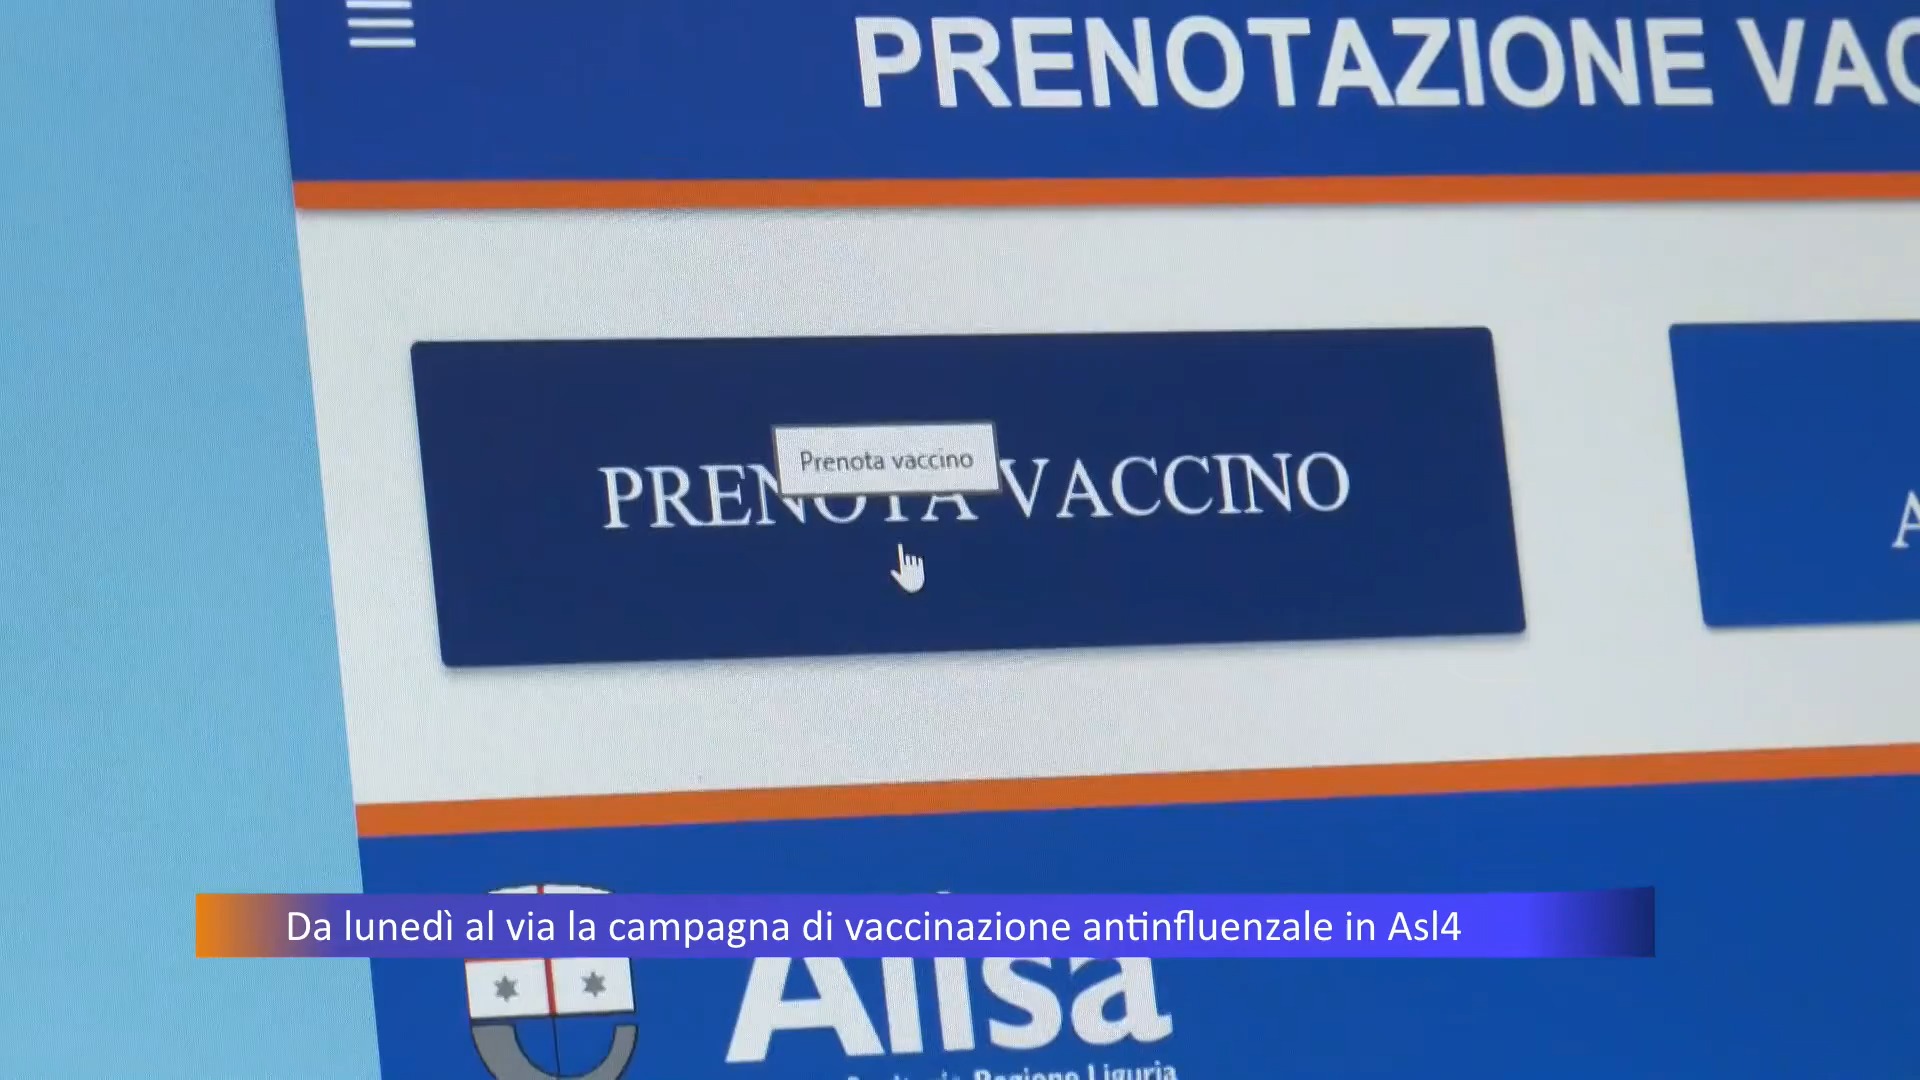 PRENOTAZIONE VAC
Prenota vaccino
PRENOTA VACCINO
A
Da lunedì al via la campagna di vaccinazione antinfluenzale in Asl4
Alisa
Regione Liguria